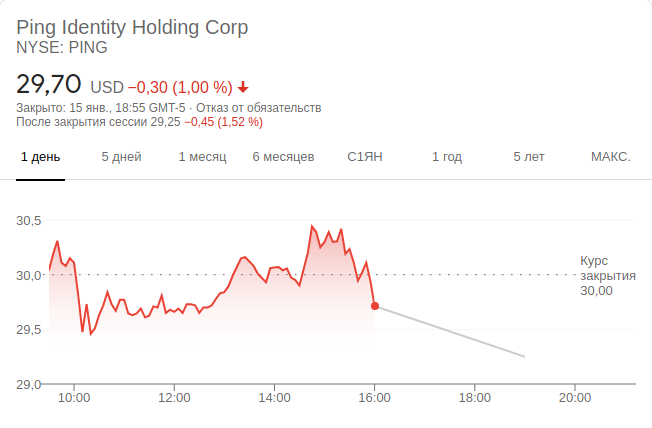 Ping Identity Holding Corp
NYSE: PING
29,70 USD −0,30 (1,00 %)
Закрыто: 15 янв., 18:55 GMT-5 · Отказ от обязательств
После закрытия сессии 29,25 −0,45 (1,52 %)
1 день 5 дней 1 месяц 6 месяцев С1ЯН 1 год 5 лет МАКС.
30,5
30,0
29,5
29,0
Курс
закрытия
30,00
10:00 12:00 14:00 16:00 18:00 20:00